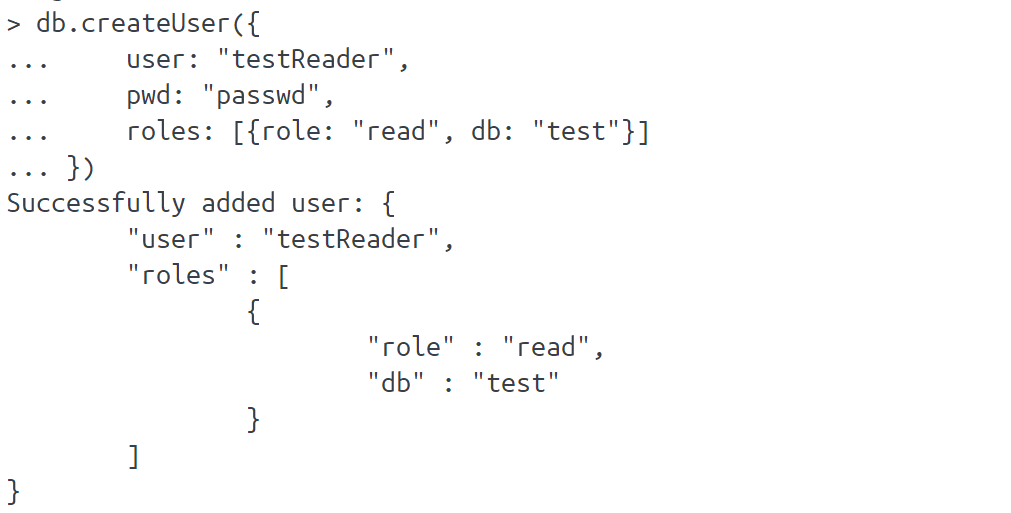 > db.createUser({
...     user: "testReader",
...     pwd: "passwd",
...     roles: [{role: "read", db: "test"}]
... })
Successfully added user: {
        "user" : "testReader",
        "roles" : [
                {
                        "role" : "read",
                        "db" : "test"
                }
        ]
}